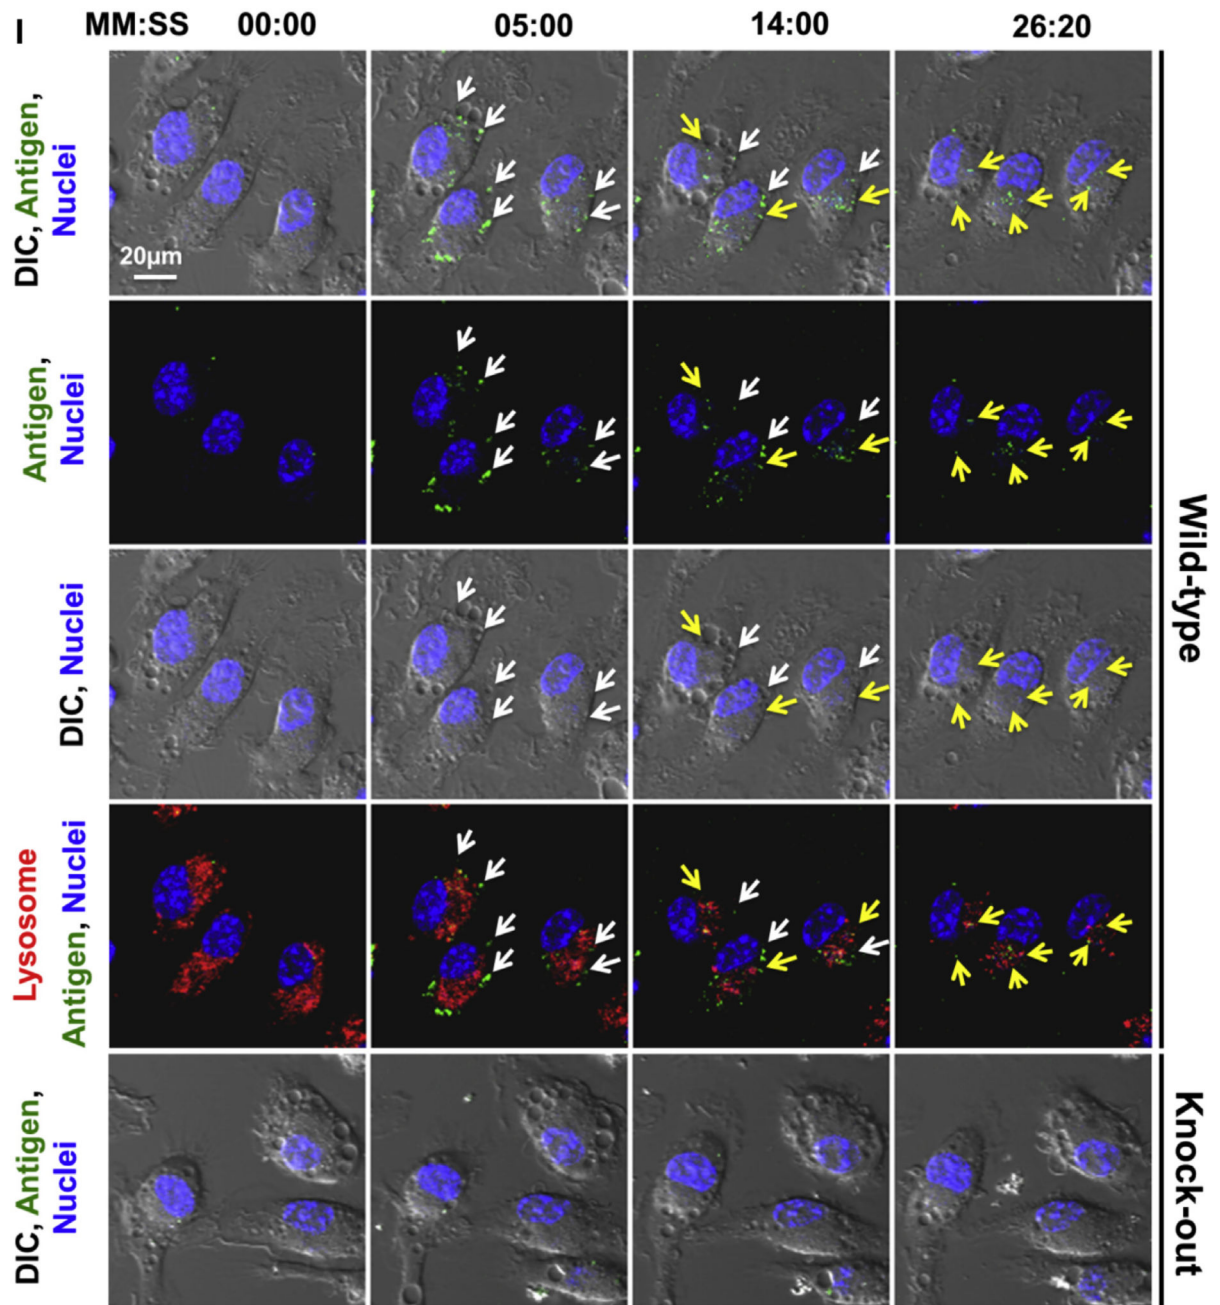 I
MM:SS 00:00 05:00 14:00 26:20
DIC, Antigen,
Nuclei
20µm
Antigen,
Nuclei
DIC, Nuclei
Lysosome
Antigen, Nuclei
Wild-type
DIC, Antigen,
Nuclei
Knock-out